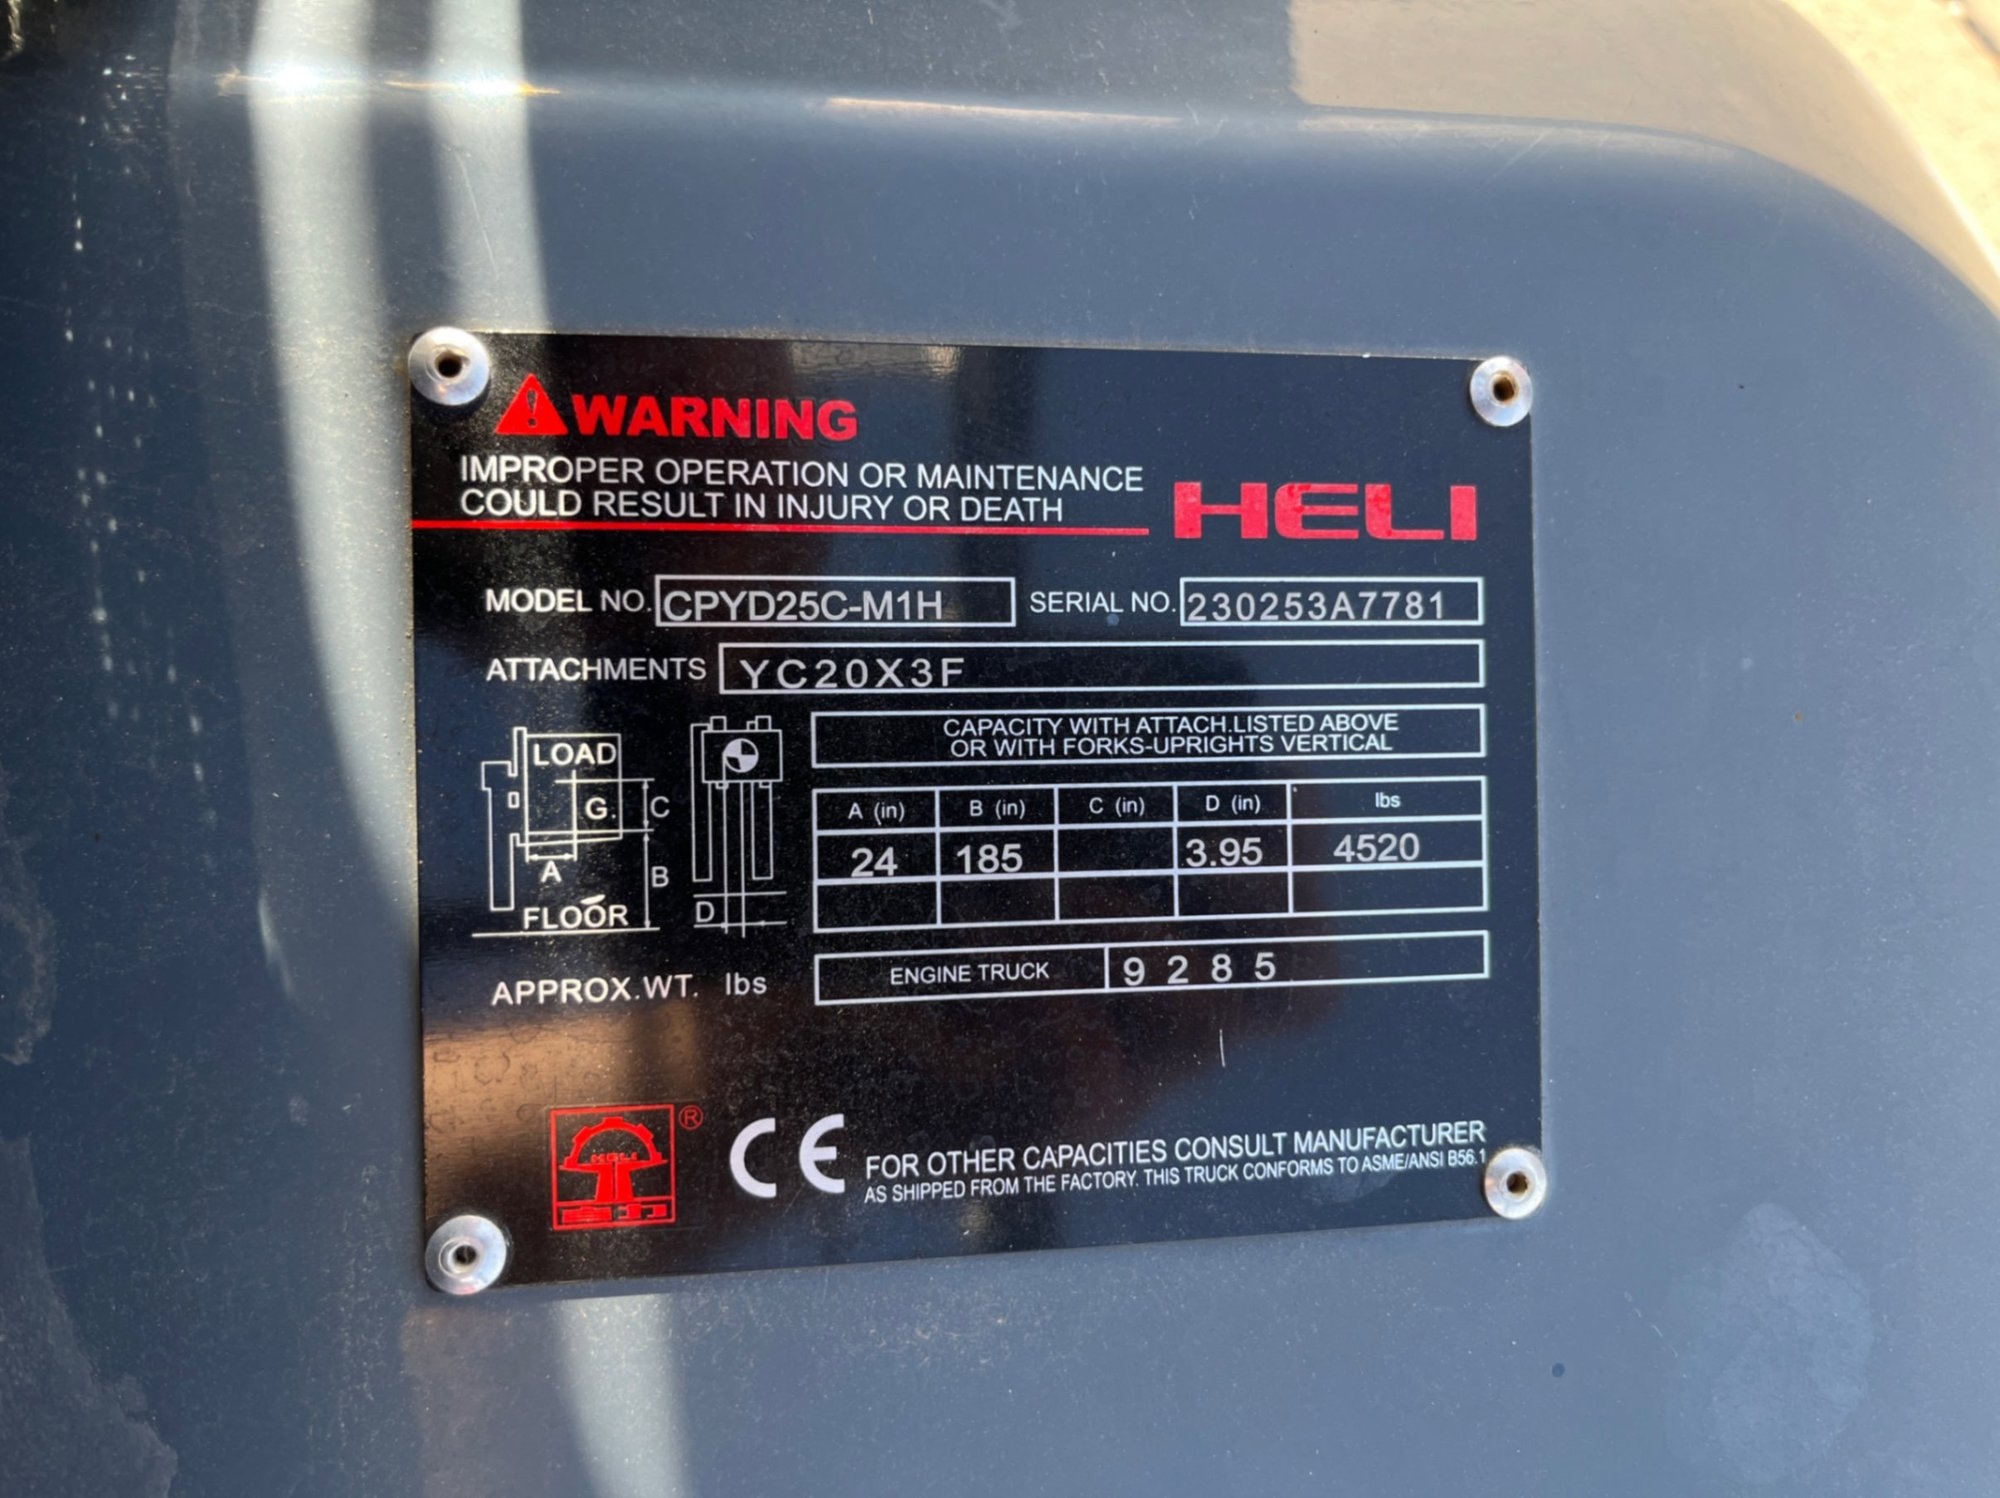 WARNING
IMPROPER OPERATION OR MAINTENANCE
COULD RESULT IN INJURY OR DEATH
HELI
MODEL NO. CPYD25C-M1H SERIAL NO. 230253A7781
ATTACHMENTS YC20X3F
LOAD
G. C
A B
FLOOR
D
CAPACITY WITH ATTACH.LISTED ABOVE
OR WITH FORKS-UPRIGHTS VERTICAL
A (in) B (in) C (in) D (in) lbs
24 185 3.95 4520
APPROX.WT. lbs ENGINE TRUCK 9285
®
CE
FOR OTHER CAPACITIES CONSULT MANUFACTURER
AS SHIPPED FROM THE FACTORY. THIS TRUCK CONFORMS TO ASME/ANSI B56.1